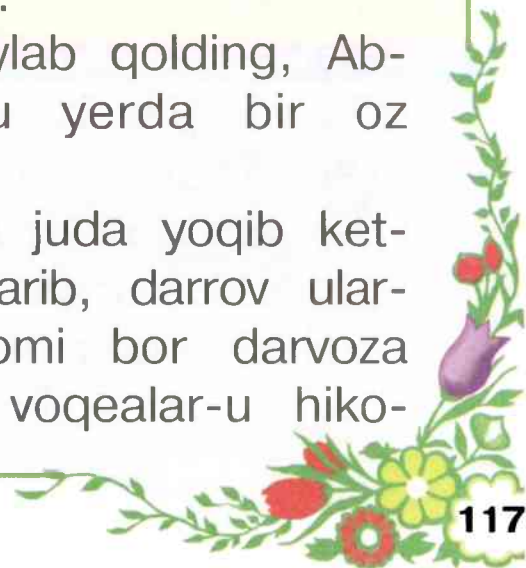 ylab qolding, Ab-
u yerda bir oz
juda yoqib ket-
arib, darrov ular-
omi bor darvoza
voqealar-u hiko-
117